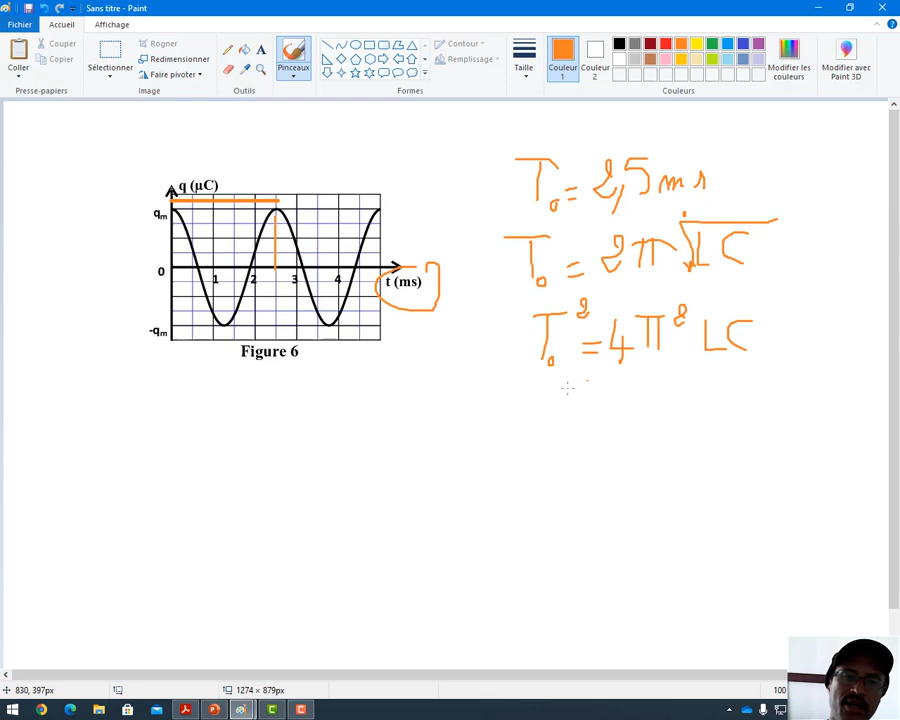 Sans titre - Paint
Fichier Accueil Affichage
Coller
Couper
Copier
Presse-papiers
Sélectionner
Rogner
Redimensionner
Faire pivoter
Image
A
Outils
Pinceaux
Contour
Remplissage
Formes
Taille
Couleur 1
Couleur 2
Couleurs
Modifier les couleurs
Modifier avec Paint 3D
q (µC)
qm
0
1 2 3 4
t (ms)
-qm
Figure 6
T₀ = 2,5 ms
T₀ = 2π √LC
T₀² = 4π² LC
830, 397px
1274 × 879px
100